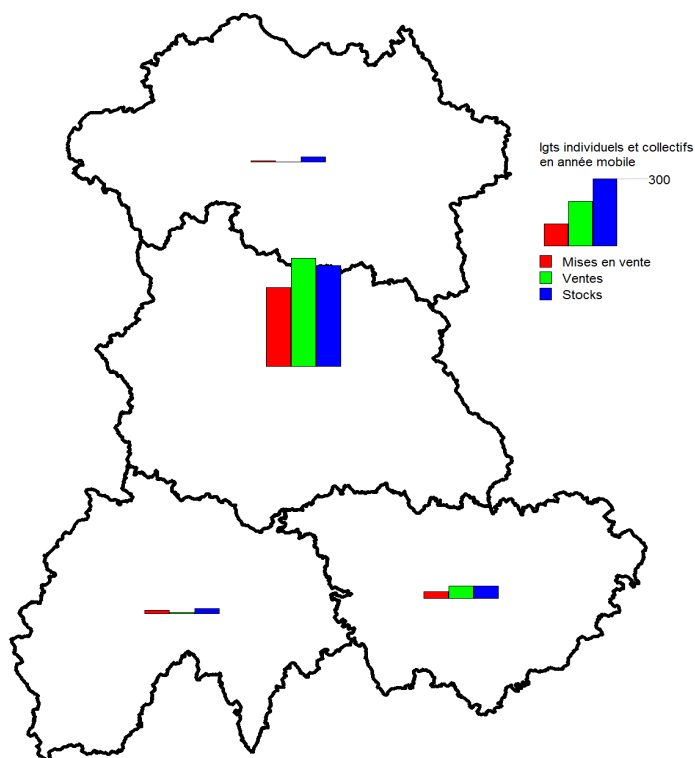 lgts individuels et collectifs
en année mobile
300
Mises en vente
Ventes
Stocks